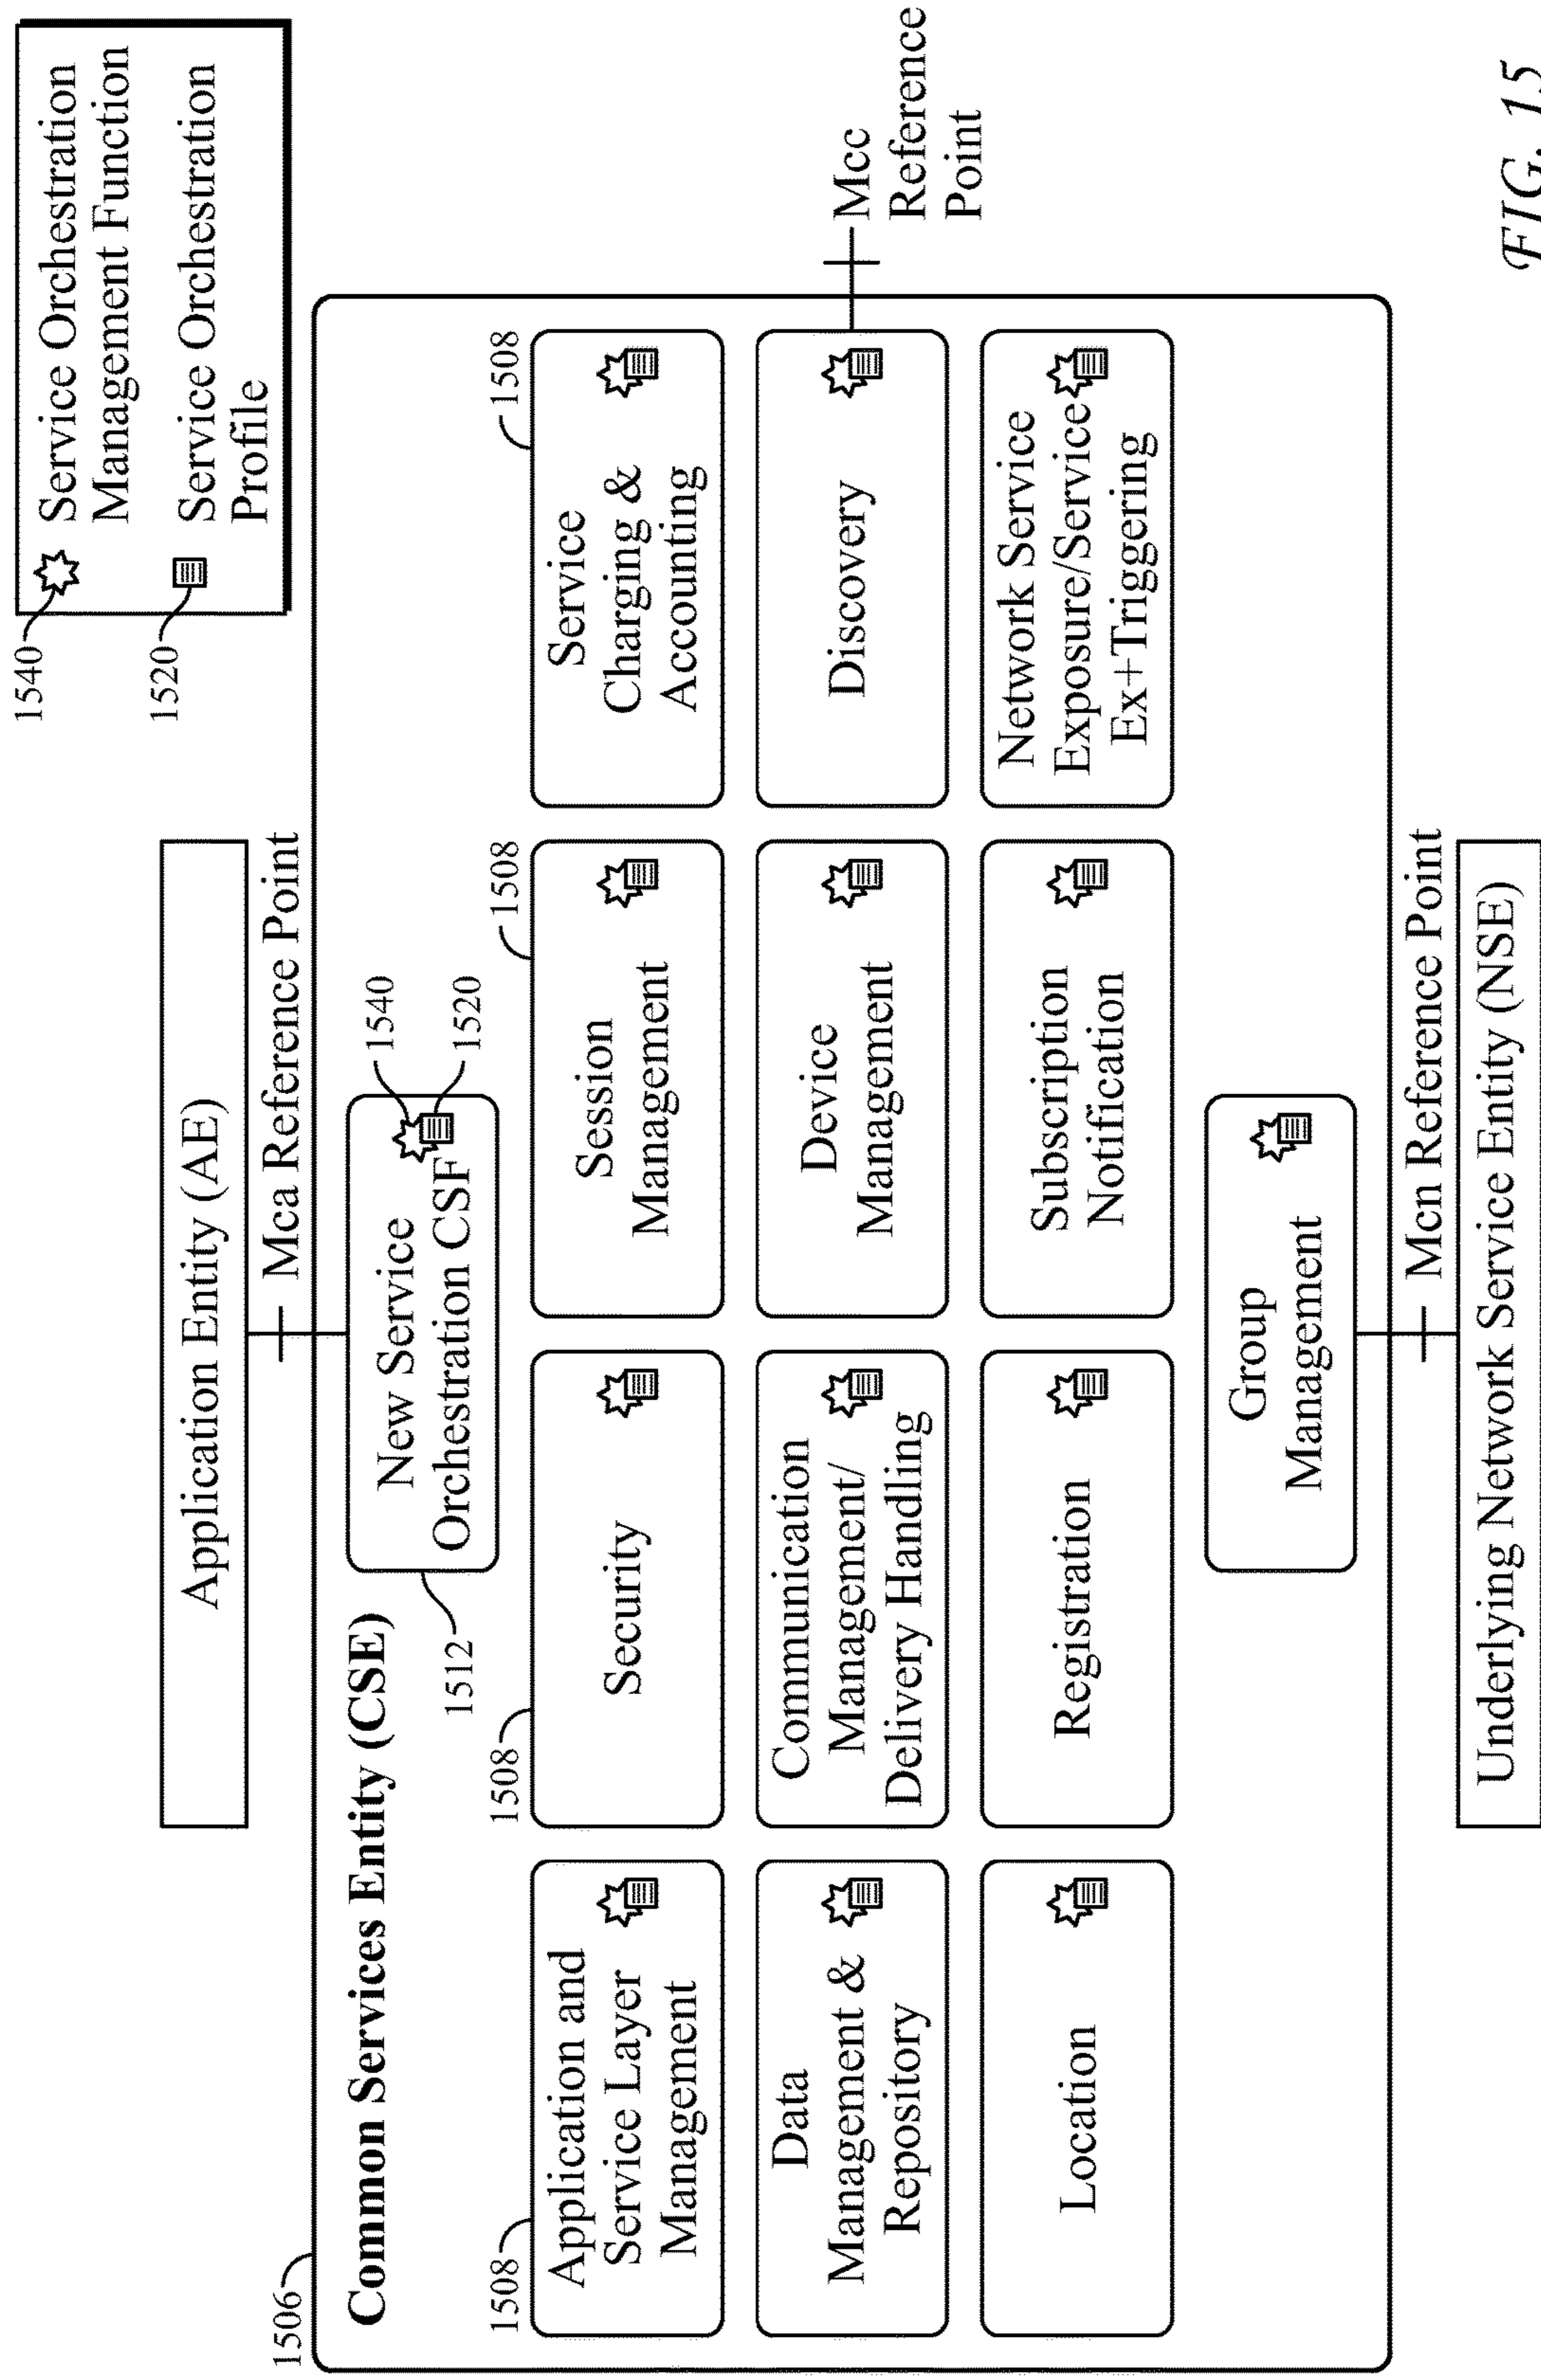 Application Entity (AE)
Mca Reference Point
1540
Service Orchestration
Management Function
1520
Service Orchestration
Profile
1506
Common Services Entity (CSE)
1512
New Service
Orchestration CSF
1540
1520
1508
Application and
Service Layer
Management
1508
Security
1508
Session
Management
1508
Service
Charging &
Accounting
Data
Management &
Repository
Communication
Management/
Delivery Handling
Device
Management
Discovery
Mcc
Reference
Point
Location
Registration
Subscription
Notification
Network Service
Exposure/Service
Ex+Triggering
Group
Management
Mcn Reference Point
Underlying Network Service Entity (NSE)
FIG. 15